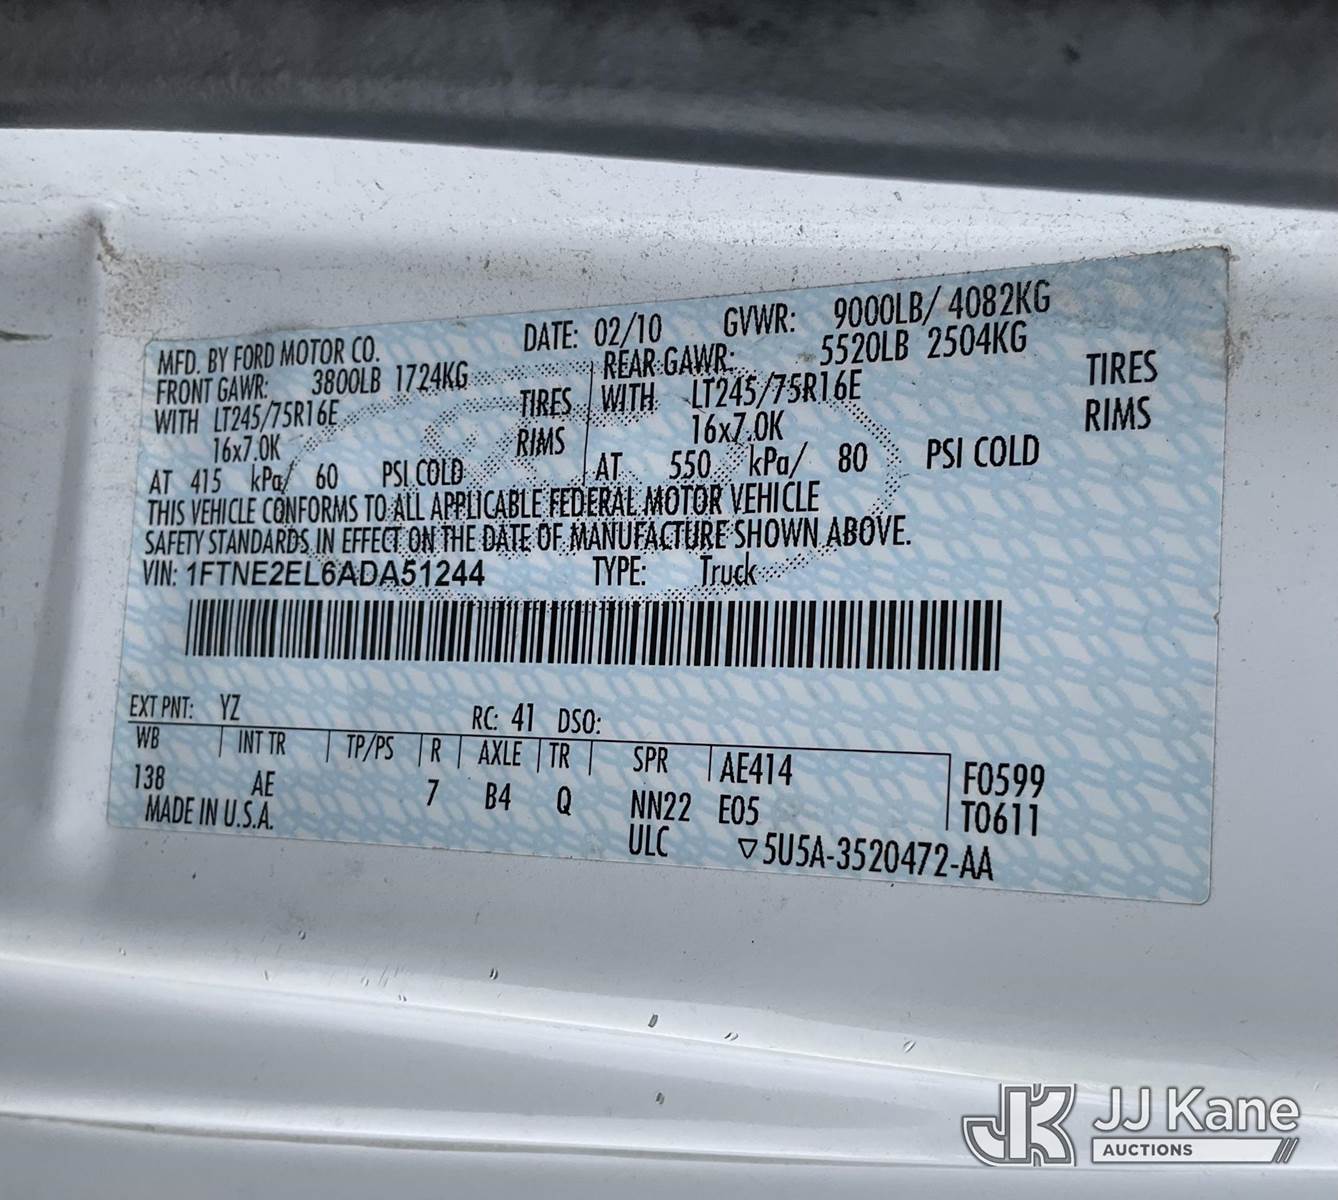 MFD. BY FORD MOTOR CO. DATE: 02/10 GVWR: 9000LB/ 4082KG
FRONT GAWR: 3800LB 1724KG REAR GAWR: 5520LB 2504KG
WITH LT245/75R16E TIRES WITH LT245/75R16E TIRES
16x7.0K RIMS 16x7.0K RIMS
AT 415 kPa/ 60 PSI COLD AT 550 kPa/ 80 PSI COLD
THIS VEHICLE CONFORMS TO ALL APPLICABLE FEDERAL MOTOR VEHICLE
SAFETY STANDARDS IN EFFECT ON THE DATE OF MANUFACTURE SHOWN ABOVE.
VIN: 1FTNE2EL6ADA51244 TYPE: Truck
EXT PNT: YZ RC: 41 DSO:
WB INT TR TP/PS R AXLE TR SPR AE414 F0599
138 AE 7 B4 Q NN22 E05 T0611
MADE IN U.S.A. ULC ▽5U5A-3520472-AA
JK JJ Kane
AUCTIONS